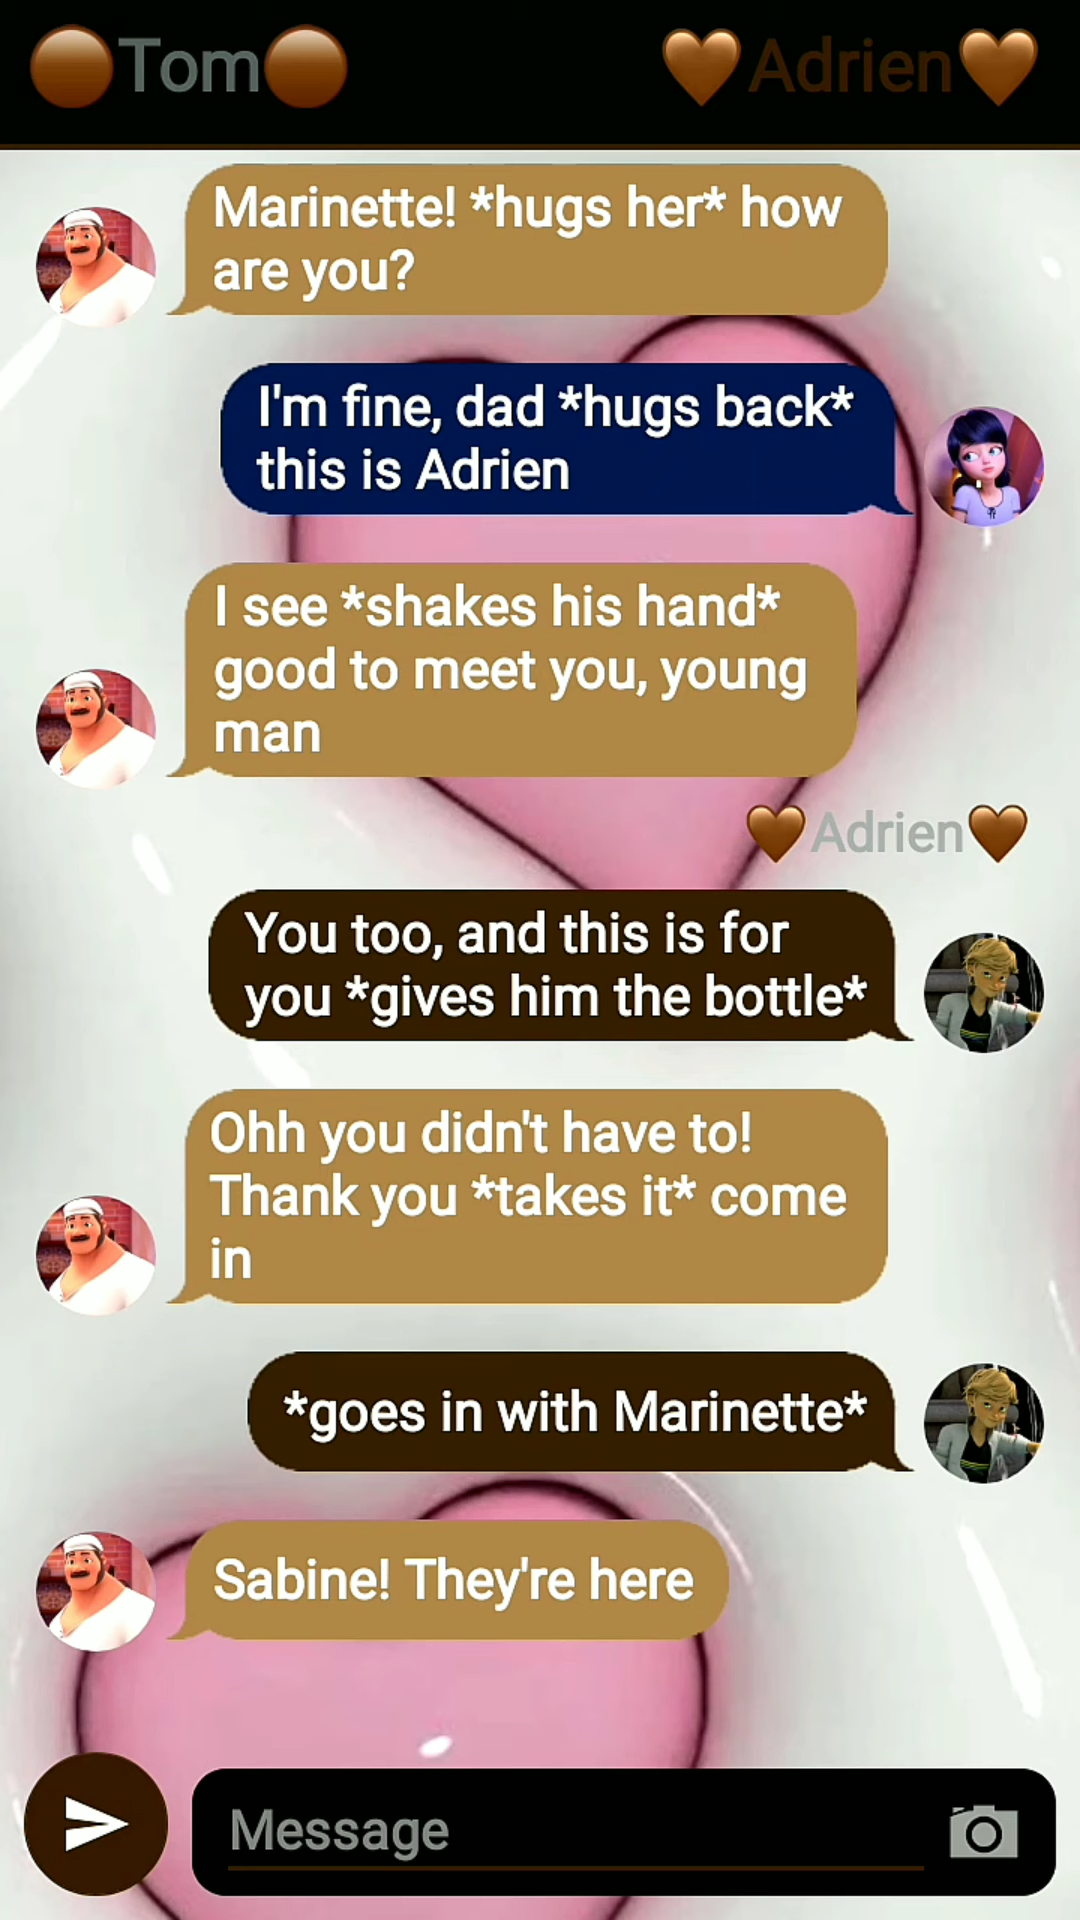 🟤Tom🟤 🤎Adrien🤎
Marinette! *hugs her* how
are you?
I'm fine, dad *hugs back*
this is Adrien
I see *shakes his hand*
good to meet you, young
man
🤎Adrien🤎
You too, and this is for
you *gives him the bottle*
Ohh you didn't have to!
Thank you *takes it* come
in
*goes in with Marinette*
Sabine! They're here
Message